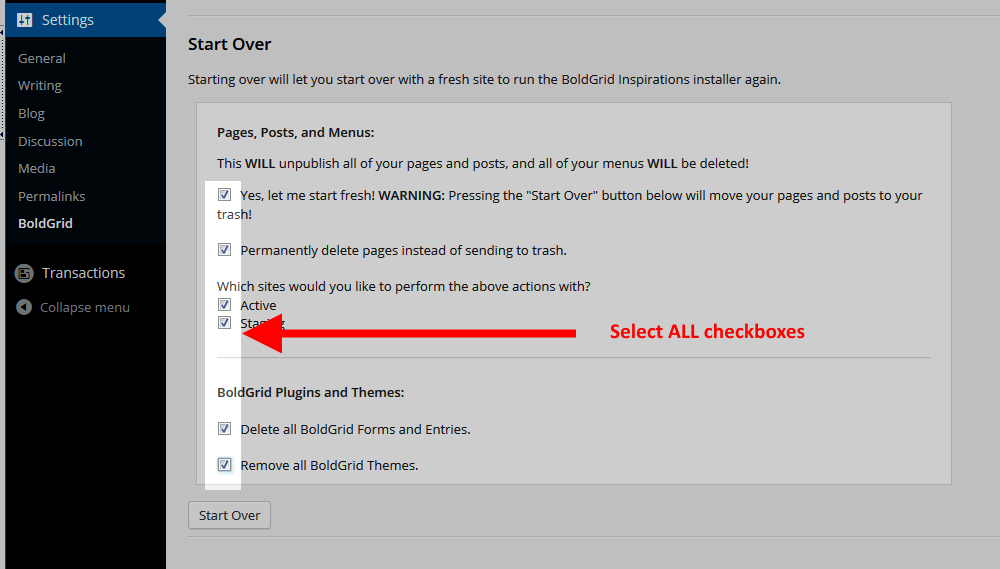 Settings
General
Writing
Blog
Discussion
Media
Permalinks
BoldGrid
Transactions
Collapse menu
Start Over
Starting over will let you start over with a fresh site to run the BoldGrid Inspirations installer again.
Pages, Posts, and Menus:
This WILL unpublish all of your pages and posts, and all of your menus WILL be deleted!
Yes, let me start fresh! WARNING: Pressing the "Start Over" button below will move your pages and posts to your
trash!
Permanently delete pages instead of sending to trash.
Which sites would you like to perform the above actions with?
Active
Staging
Select ALL checkboxes
BoldGrid Plugins and Themes:
Delete all BoldGrid Forms and Entries.
Remove all BoldGrid Themes.
Start Over